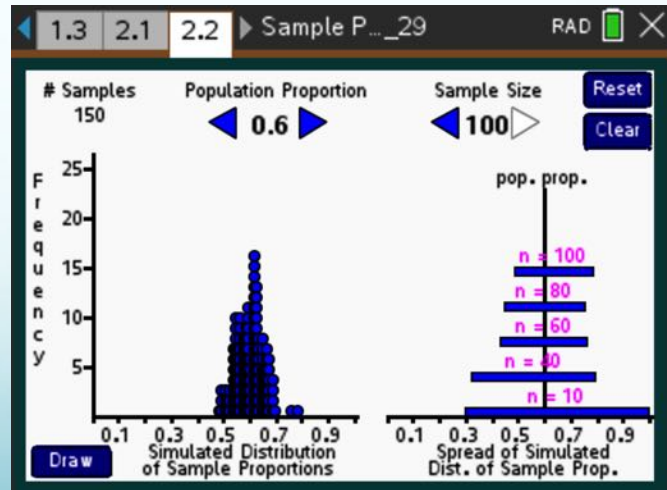 1.3 2.1 2.2 Sample P…_29 RAD
# Samples
150
Population Proportion
0.6
Sample Size
100
Reset
Clear
Frequency
25
20
15
10
5
0.1 0.3 0.5 0.7 0.9
Simulated Distribution
of Sample Proportions
Draw
pop. prop.
n = 100
n = 80
n = 60
n = 40
n = 10
0.1 0.3 0.5 0.7 0.9
Spread of Simulated
Dist. of Sample Prop.